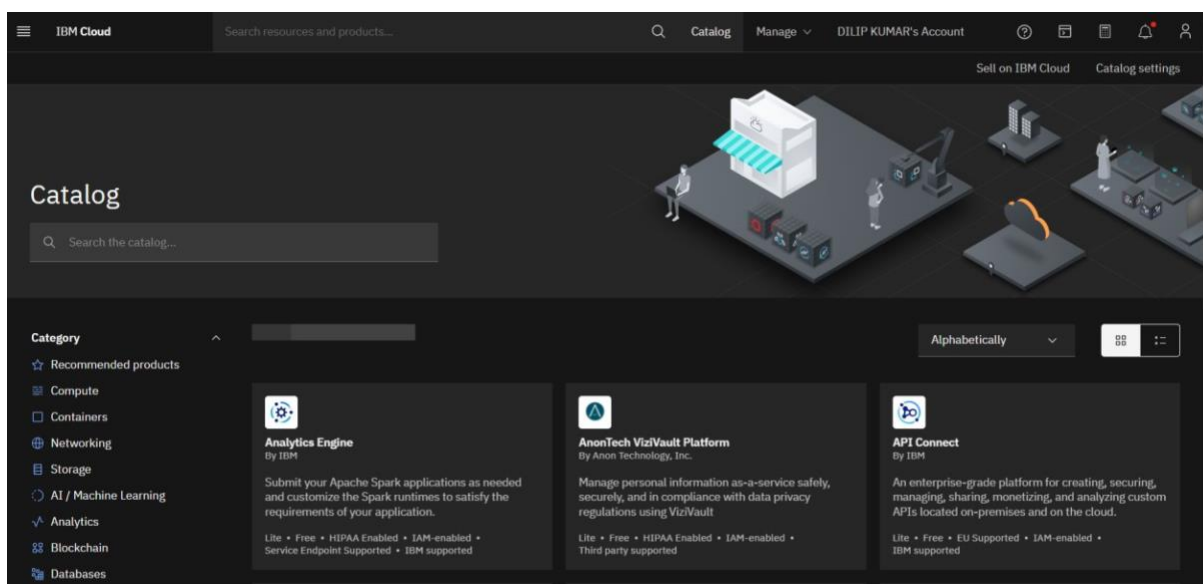 IBM Cloud
Search resources and products...
Catalog
Manage
DILIP KUMAR's Account
Sell on IBM Cloud
Catalog settings
Catalog
Search the catalog...
Category
Recommended products
Compute
Containers
Networking
Storage
AI / Machine Learning
Analytics
Blockchain
Databases
Alphabetically
Analytics Engine
By IBM
Submit your Apache Spark applications as needed
and customize the Spark runtimes to satisfy the
requirements of your application.
Lite • Free • HIPAA Enabled • IAM-enabled •
Service Endpoint Supported • IBM supported
AnonTech ViziVault Platform
By Anon Technology, Inc.
Manage personal information as-a-service safely,
securely, and in compliance with data privacy
regulations using ViziVault
Lite • Free • HIPAA Enabled • IAM-enabled •
Third party supported
API Connect
By IBM
An enterprise-grade platform for creating, securing,
managing, sharing, monetizing, and analyzing custom
APIs located on-premises and on the cloud.
Lite • Free • EU Supported • IAM-enabled •
IBM supported